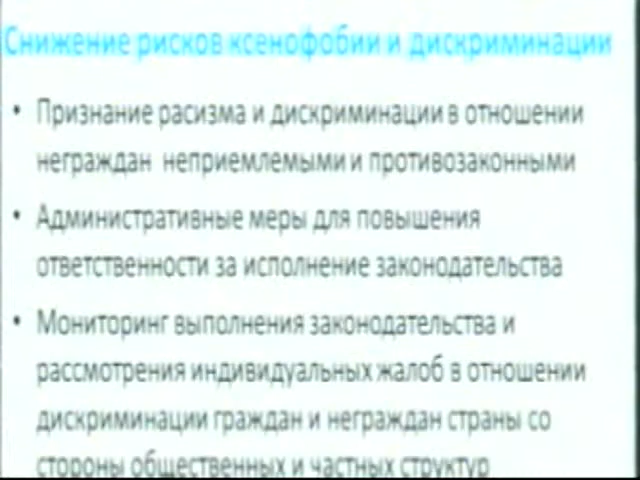 Снижение рисков ксенофобии и дискриминации
• Признание расизма и дискриминации в отношении
неграждан неприемлемыми и противозаконными
• Административные меры для повышения
ответственности за исполнение законодательства
• Мониторинг выполнения законодательства и
рассмотрения индивидуальных жалоб в отношении
дискриминации граждан и неграждан страны со
стороны общественных и частных структур